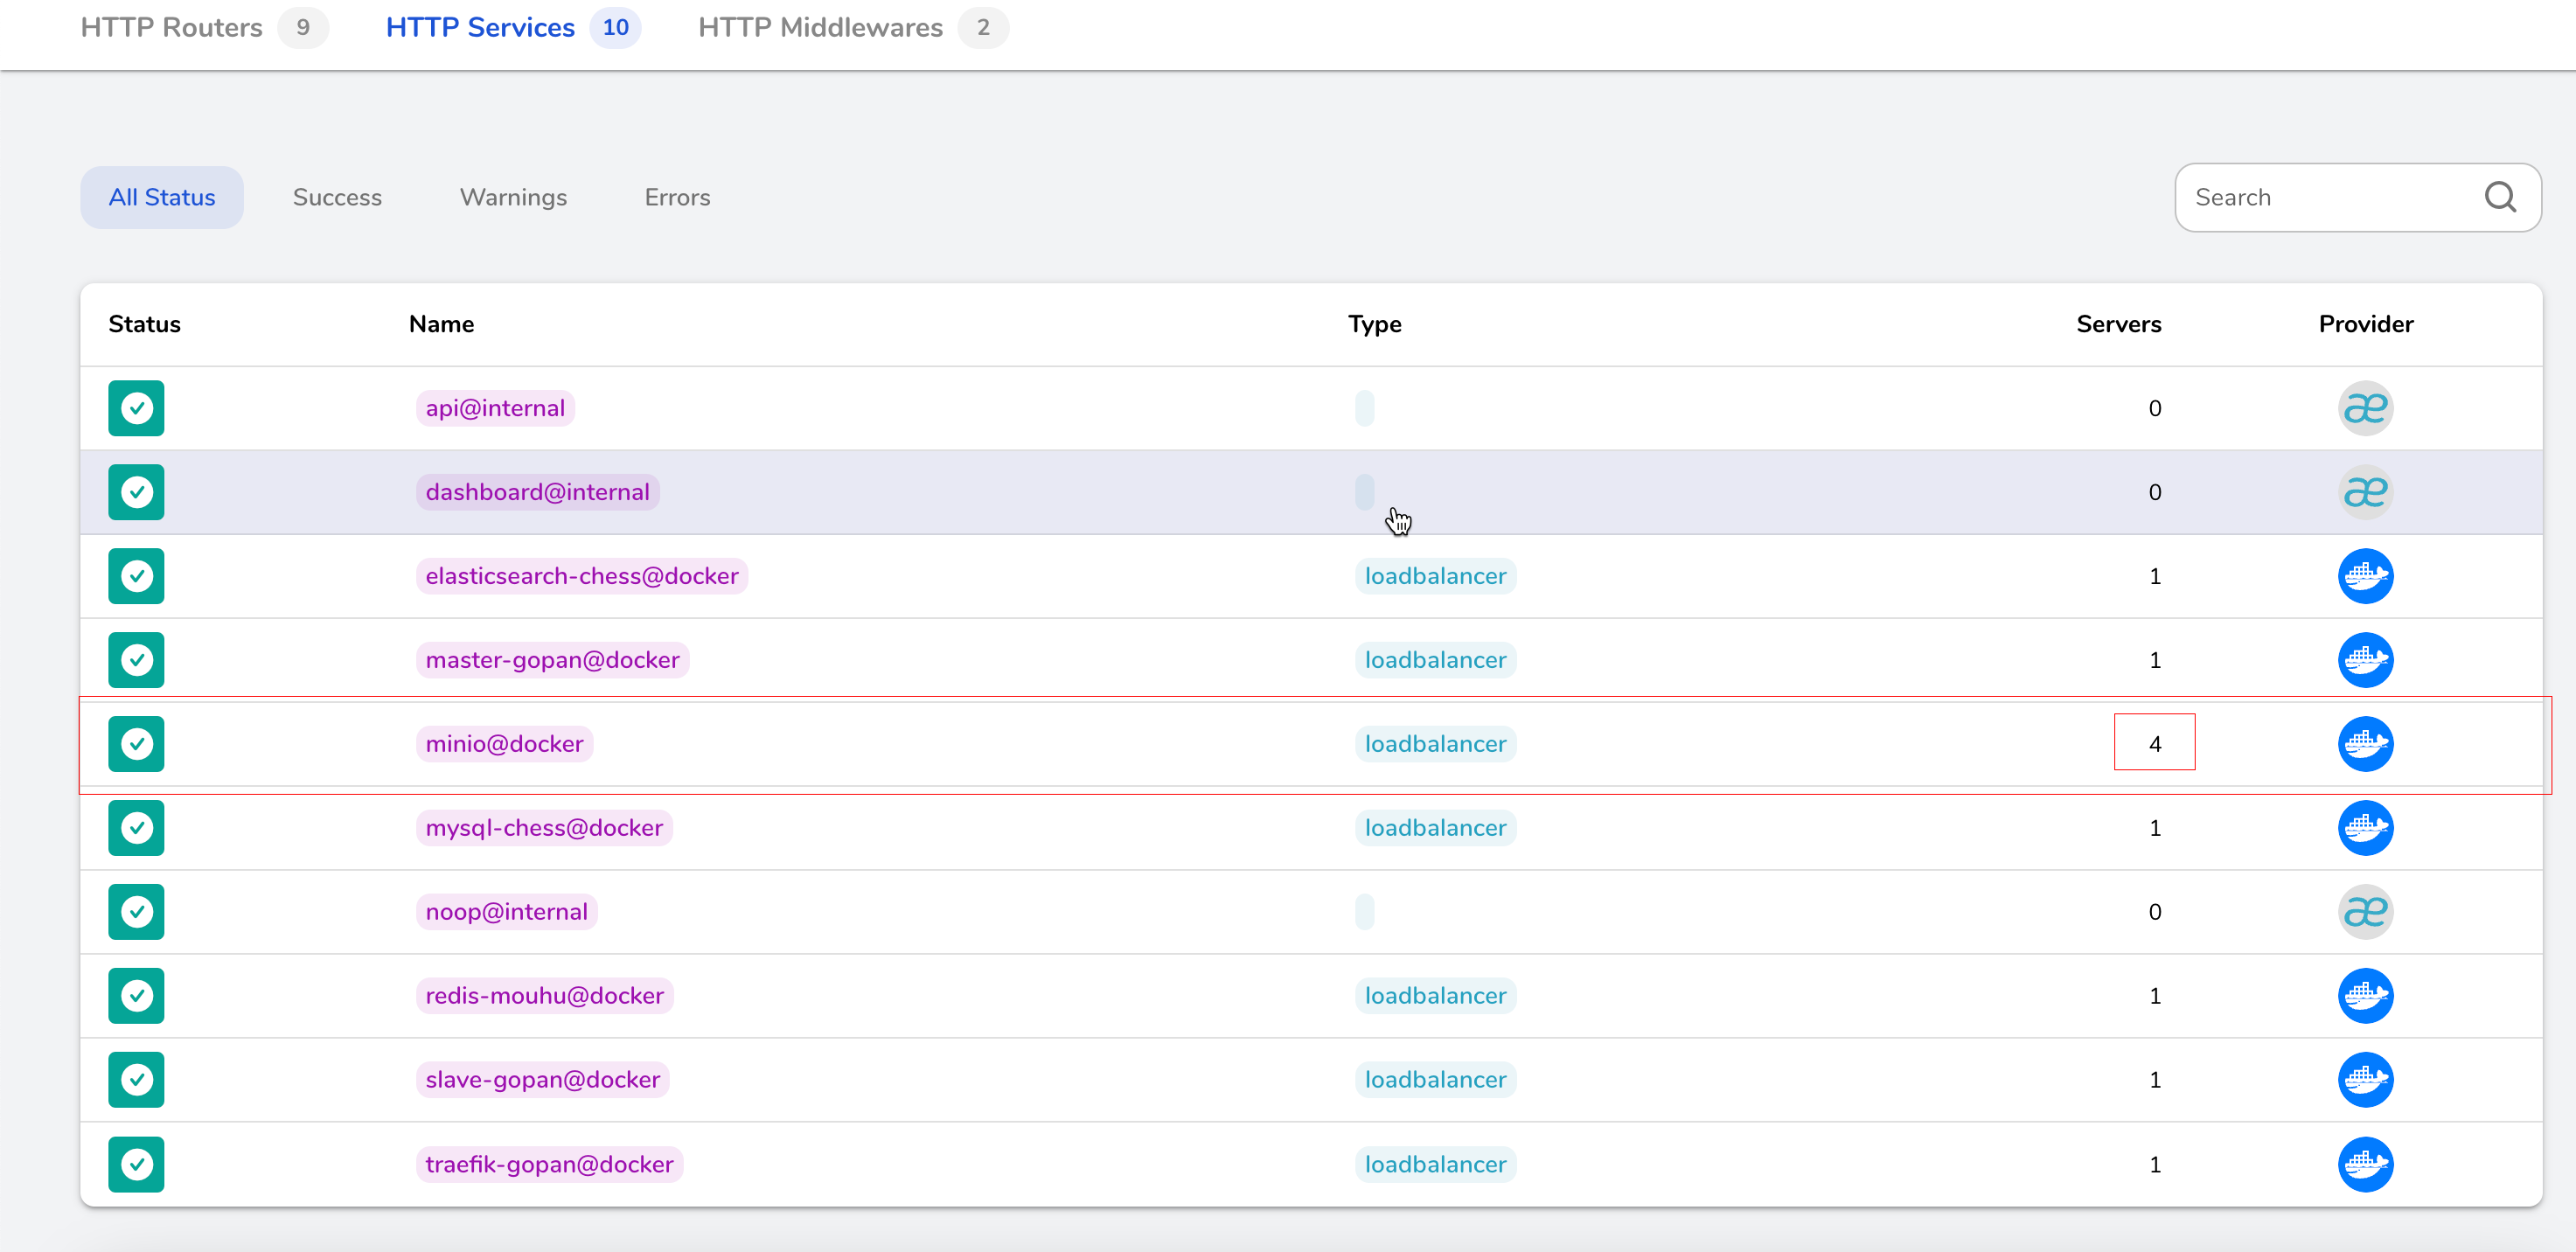 HTTP Routers 9 HTTP Services 10 HTTP Middlewares 2
All Status Success Warnings Errors Search
Status Name Type Servers Provider
api@internal 0 æ
dashboard@internal 0 æ
elasticsearch-chess@docker loadbalancer 1
master-gopan@docker loadbalancer 1
minio@docker loadbalancer 4
mysql-chess@docker loadbalancer 1
noop@internal 0 æ
redis-mouhu@docker loadbalancer 1
slave-gopan@docker loadbalancer 1
traefik-gopan@docker loadbalancer 1